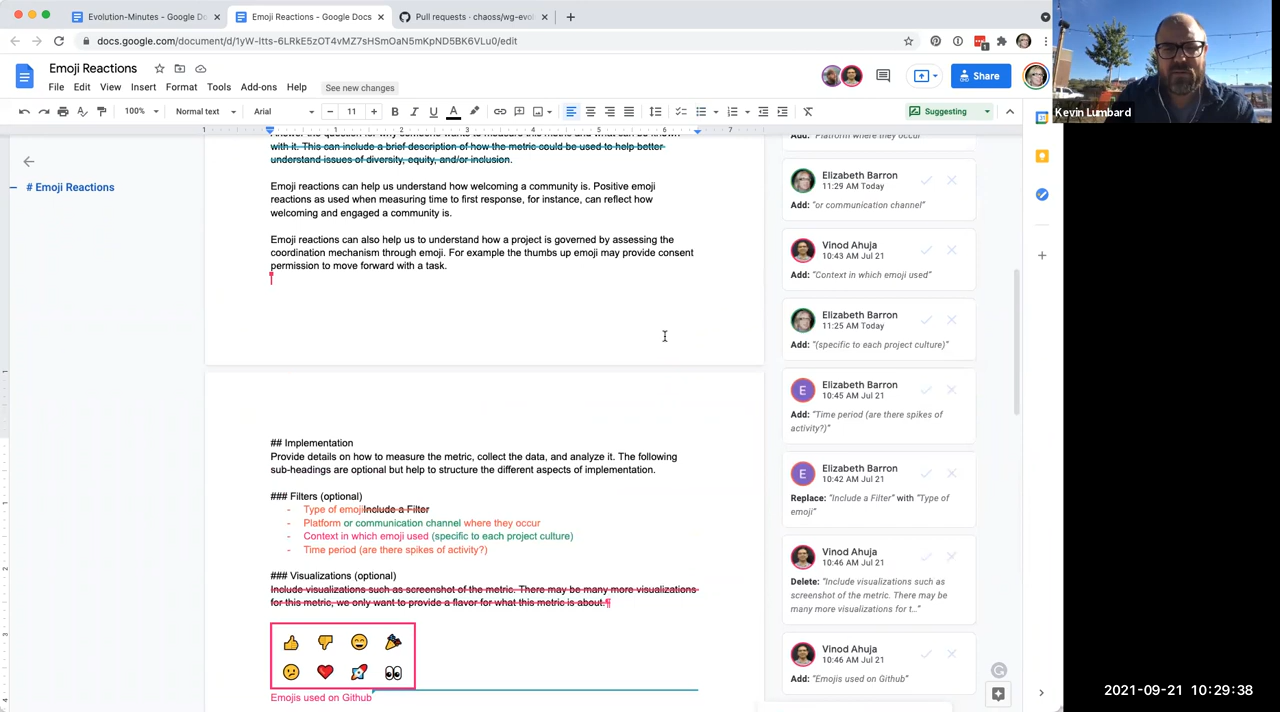 Evolution-Minutes - Google Do
Emoji Reactions - Google Docs
Pull requests · chaoss/wg-evol
docs.google.com/document/d/1yW-Itts-6LRkE5zOT4vMZ7sHSmOaN5mKpND5BK6VLu0/edit
Emoji Reactions
File Edit View Insert Format Tools Add-ons Help
See new changes
Share
100% Normal text Arial 11
Suggesting
Kevin Lumbard
# Emoji Reactions
with it. This can include a brief description of how the metric could be used to help better
understand issues of diversity, equity, and/or inclusion.
Emoji reactions can help us understand how welcoming a community is. Positive emoji
reactions as used when measuring time to first response, for instance, can reflect how
welcoming and engaged a community is.
Emoji reactions can also help us to understand how a project is governed by assessing the
coordination mechanism through emoji. For example the thumbs up emoji may provide consent
permission to move forward with a task.
## Implementation
Provide details on how to measure the metric, collect the data, and analyze it. The following
sub-headings are optional but help to structure the different aspects of implementation.
### Filters (optional)
- Type of emojiInclude a Filter
- Platform or communication channel where they occur
- Context in which emoji used (specific to each project culture)
- Time period (are there spikes of activity?)
### Visualizations (optional)
Include visualizations such as screenshot of the metric. There may be many more visualizations
for this metric, we only want to provide a flavor for what this metric is about.¶
Emojis used on Github
Add: "Platform where they occur"
Elizabeth Barron
11:29 AM Today
Add: "or communication channel"
Vinod Ahuja
10:43 AM Jul 21
Add: "Context in which emoji used"
Elizabeth Barron
11:25 AM Today
Add: "(specific to each project culture)"
E
Elizabeth Barron
10:45 AM Jul 21
Add: "Time period (are there spikes of
activity?)"
E
Elizabeth Barron
10:42 AM Jul 21
Replace: "Include a Filter" with "Type of
emoji"
Vinod Ahuja
10:46 AM Jul 21
Delete: "Include visualizations such as
screenshot of the metric. There may be
many more visualizations for t..."
Vinod Ahuja
10:46 AM Jul 21
Add: "Emojis used on Github"
2021-09-21 10:29:38